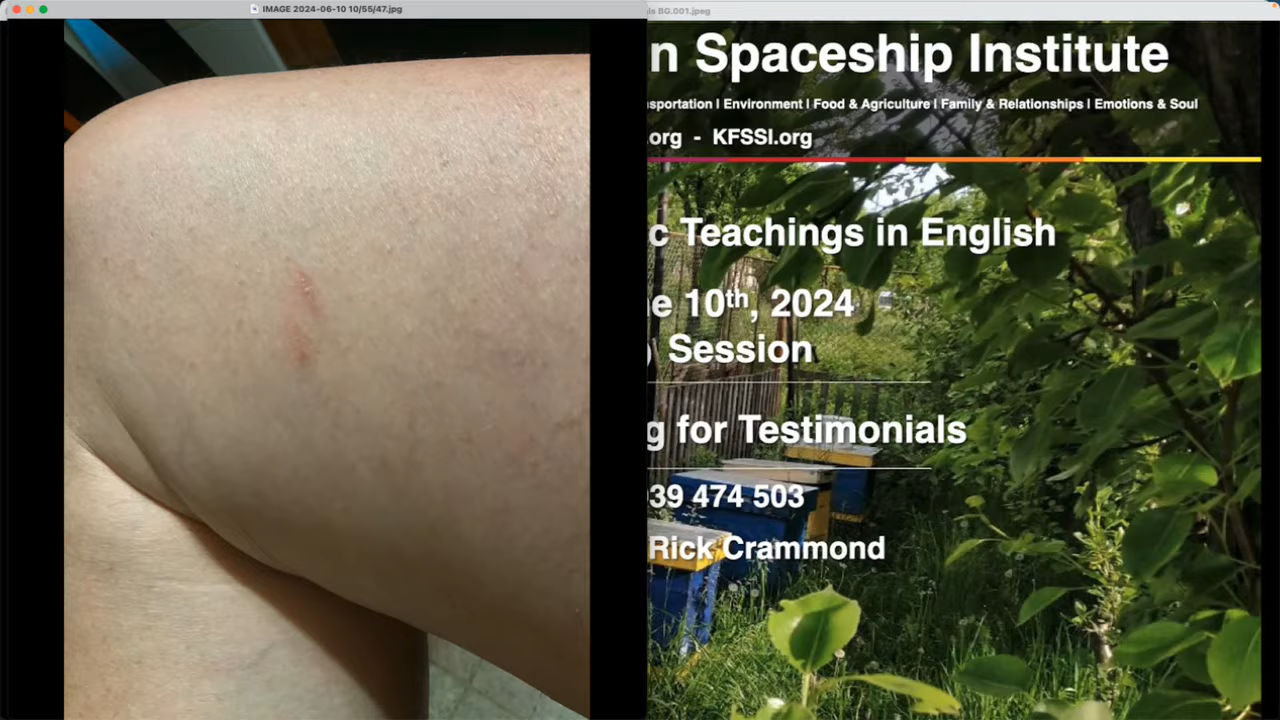 IMAGE 2024-06-10 10/55/47.jpg
BG.001.jpeg
n Spaceship Institute
sportation | Environment | Food & Agriculture | Family & Relationships | Emotions & Soul
.org - KFSSI.org
c Teachings in English
e 10th, 2024
Session
g for Testimonials
39 474 503
Rick Crammond